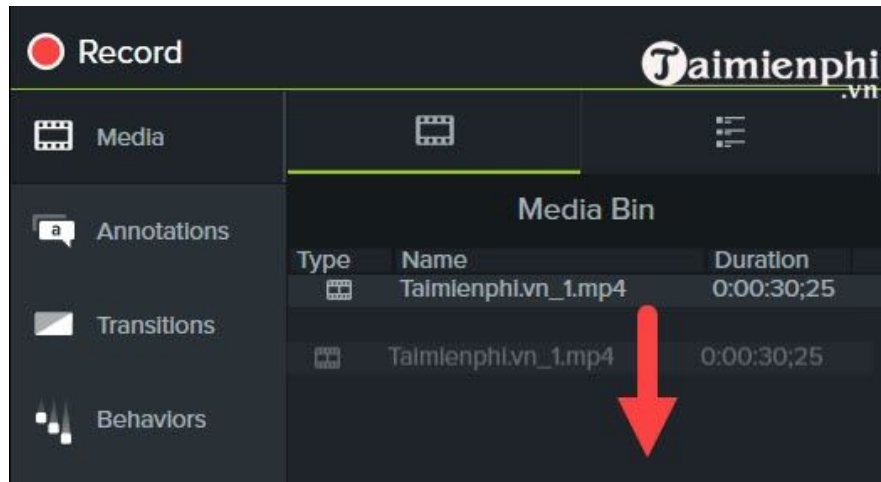 Record
Taimienphi
.vn
Media
Media Bin
a
Annotations
Type Name Duration
Taimienphi.vn_1.mp4 0:00:30;25
Transitions
Taimienphi.vn_1.mp4 0:00:30;25
Behaviors